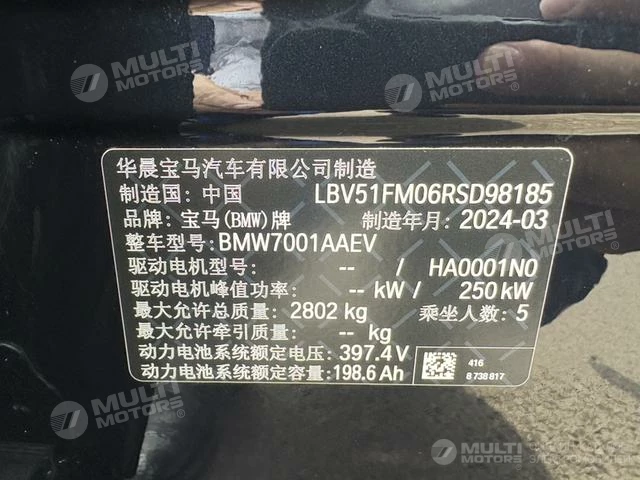 MULTI MOTORS
MULTI MOTORS
华晨宝马汽车有限公司制造
制造国: 中国 LBV51FM06RSD98185
品牌: 宝马(BMW)牌 制造年月: 2024-03
整车型号: BMW7001AAEV
驱动电机型号: -- / HA0001N0
驱动电机峰值功率: -- kW / 250 kW
最大允许总质量: 2802 kg 乘坐人数: 5
最大允许牵引质量: -- kg
动力电池系统额定电压: 397.4 V
动力电池系统额定容量: 198.6 Ah
416
8 738 817
MULTI MOTORS
MULTI MOTORS
MULTI MOTORS